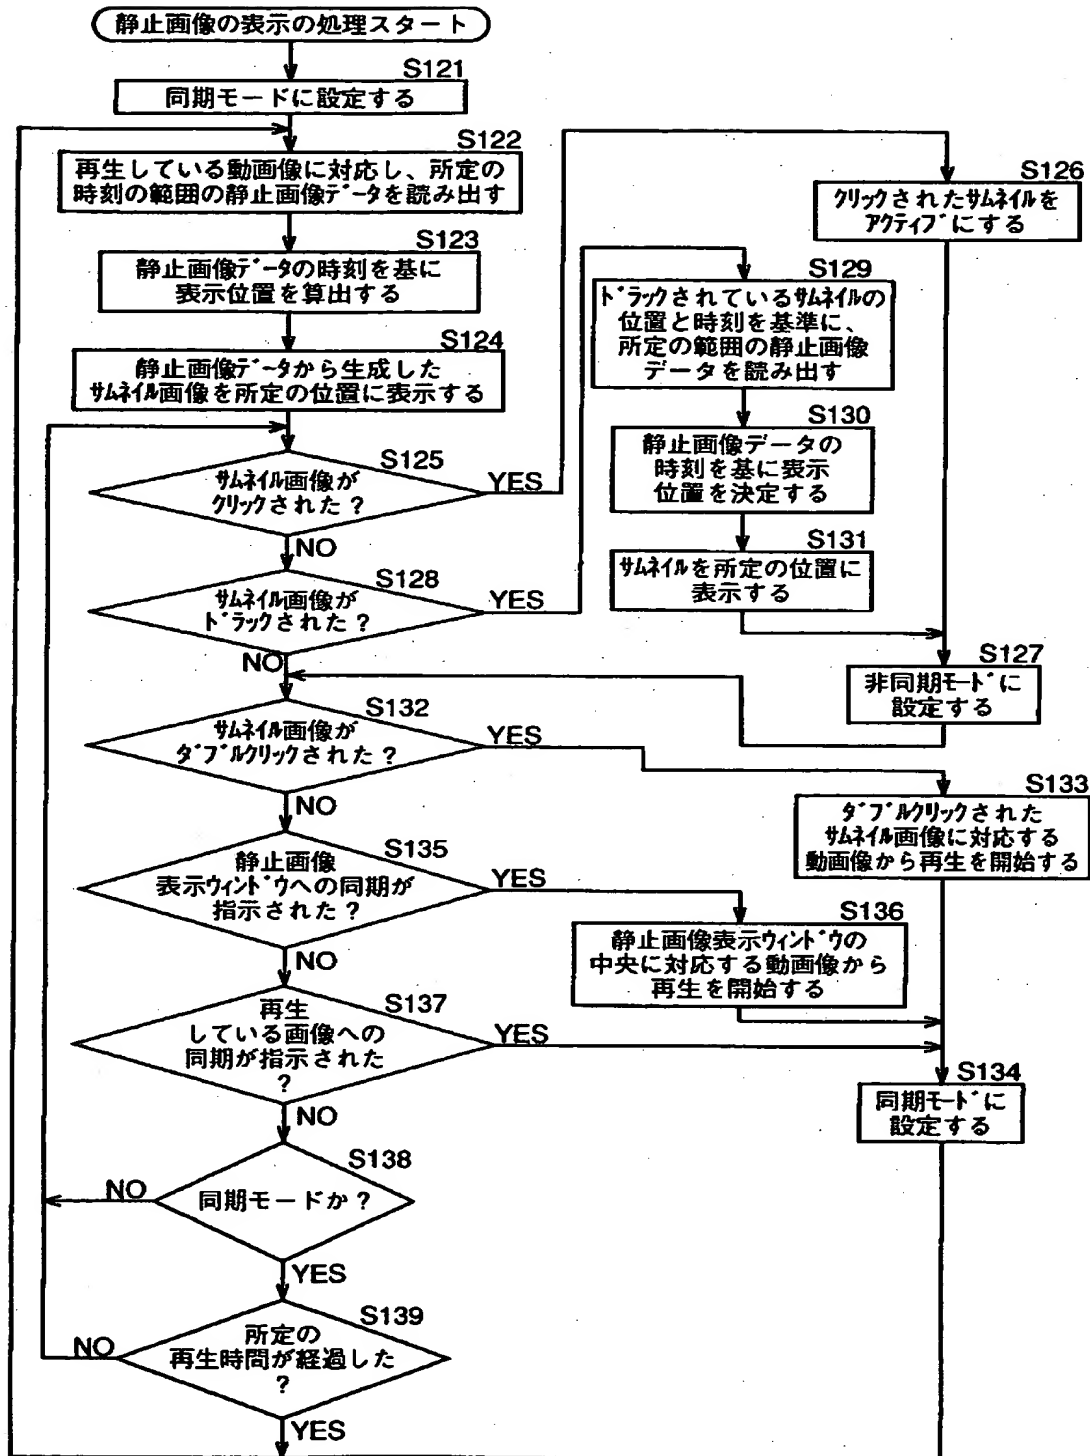 静止画像の表示の処理スタート
S121
同期モードに設定する
S122
再生している動画像に対応し、所定の
時刻の範囲の静止画像データを読み出す
S123
静止画像データの時刻を基に
表示位置を算出する
S124
静止画像データから生成した
サムネイル画像を所定の位置に表示する
S125
サムネイル画像が
クリックされた?
YES
NO
S126
クリックされたサムネイルを
アクティブにする
S128
サムネイル画像が
ドラックされた?
YES
NO
S129
ドラックされているサムネイルの
位置と時刻を基準に、
所定の範囲の静止画像
データを読み出す
S130
静止画像データの
時刻を基に表示
位置を決定する
S131
サムネイルを所定の位置に
表示する
S127
非同期モードに
設定する
S132
サムネイル画像が
ダブルクリックされた?
YES
NO
S133
ダブルクリックされた
サムネイル画像に対応する
動画像から再生を開始する
S135
静止画像
表示ウィンドウへの同期が
指示された?
YES
NO
S136
静止画像表示ウィンドウの
中央に対応する動画像から
再生を開始する
S137
再生
している画像への
同期が指示された
?
YES
NO
S134
同期モードに
設定する
S138
同期モードか?
NO
YES
S139
所定の
再生時間が経過した
?
NO
YES